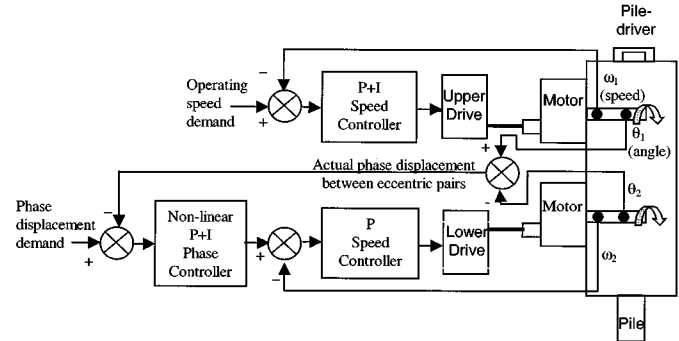 Pile-
driver
Operating
speed
demand
−
+
P+I
Speed
Controller
Upper
Drive
Motor
ω₁
(speed)
θ₁
(angle)
+
-
Actual phase displacement
between eccentric pairs
Phase
displacement
demand
−
+
Non-linear
P+I
Phase
Controller
+
−
P
Speed
Controller
Lower
Drive
Motor
θ₂
ω₂
Pile